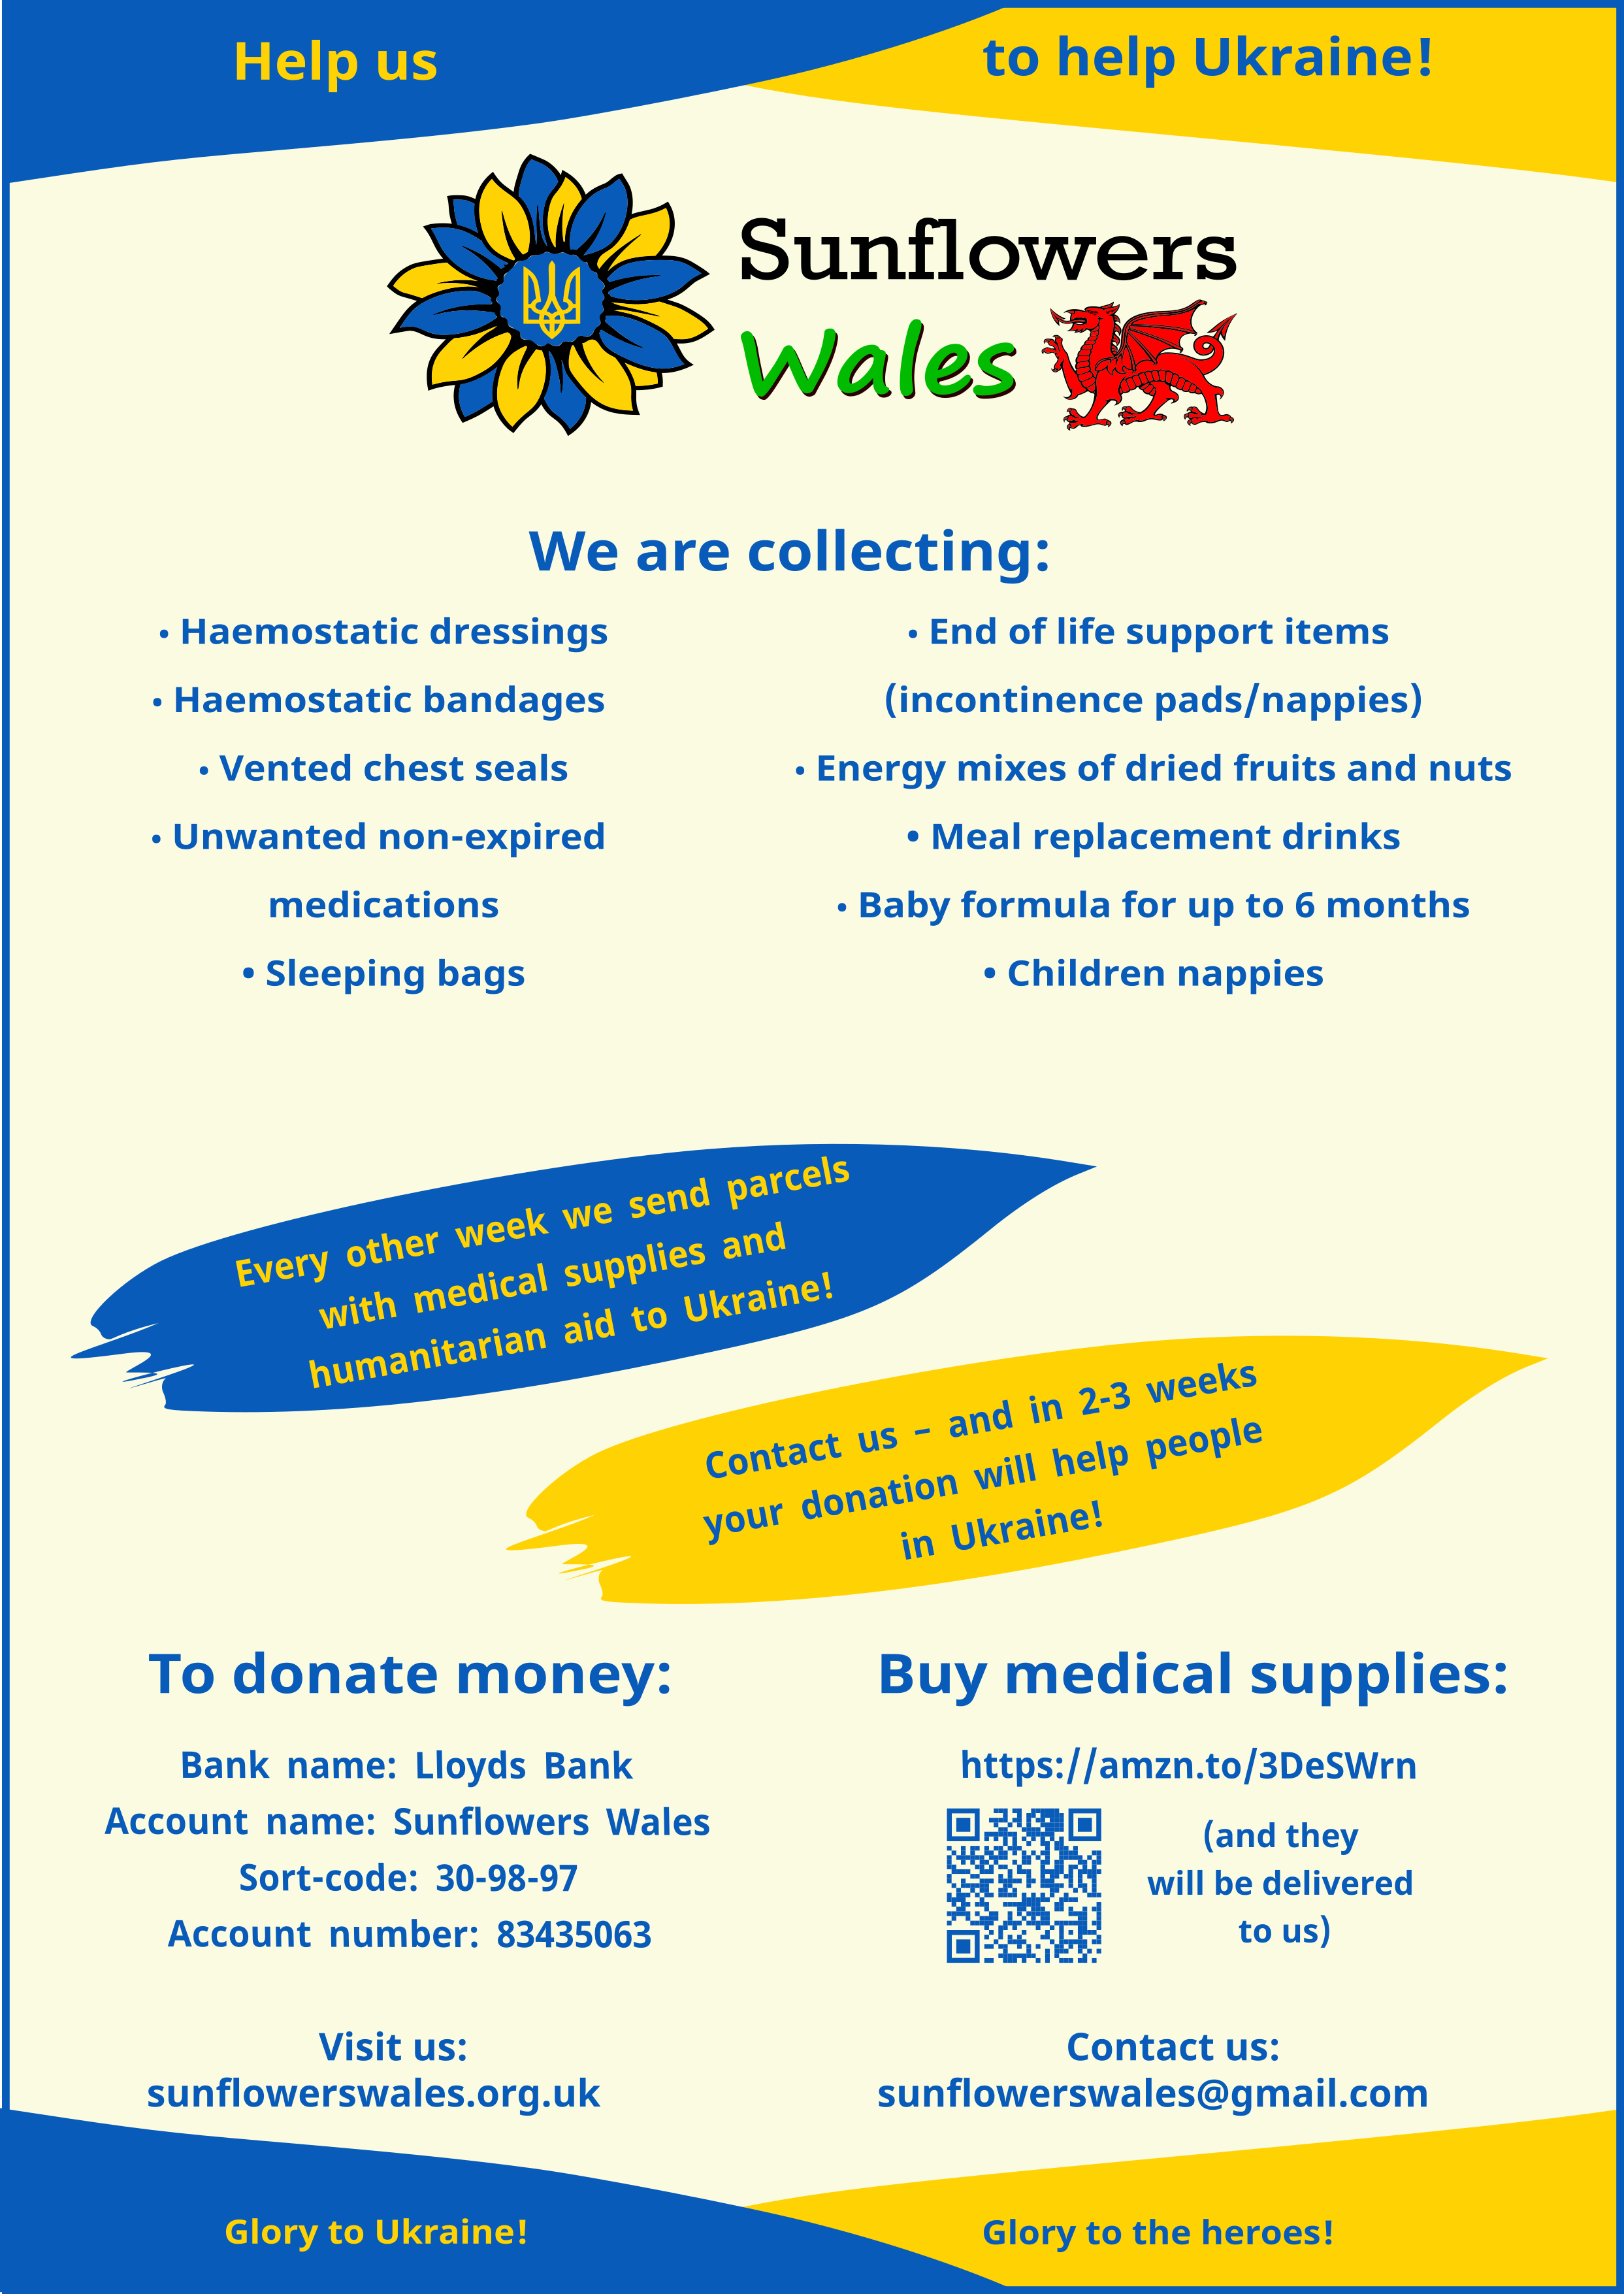 Help us
to help Ukraine!
Sunflowers
Wales
We are collecting:
• Haemostatic dressings
• Haemostatic bandages
• Vented chest seals
• Unwanted non-expired
medications
• Sleeping bags
• End of life support items
(incontinence pads/nappies)
• Energy mixes of dried fruits and nuts
• Meal replacement drinks
• Baby formula for up to 6 months
• Children nappies
Every other week we send parcels
with medical supplies and
humanitarian aid to Ukraine!
Contact us – and in 2-3 weeks
your donation will help people
in Ukraine!
To donate money:
Bank name: Lloyds Bank
Account name: Sunflowers Wales
Sort-code: 30-98-97
Account number: 83435063
Buy medical supplies:
https://amzn.to/3DeSWrn
(and they
will be delivered
to us)
Visit us:
sunflowerswales.org.uk
Contact us:
sunflowerswales@gmail.com
Glory to Ukraine!
Glory to the heroes!